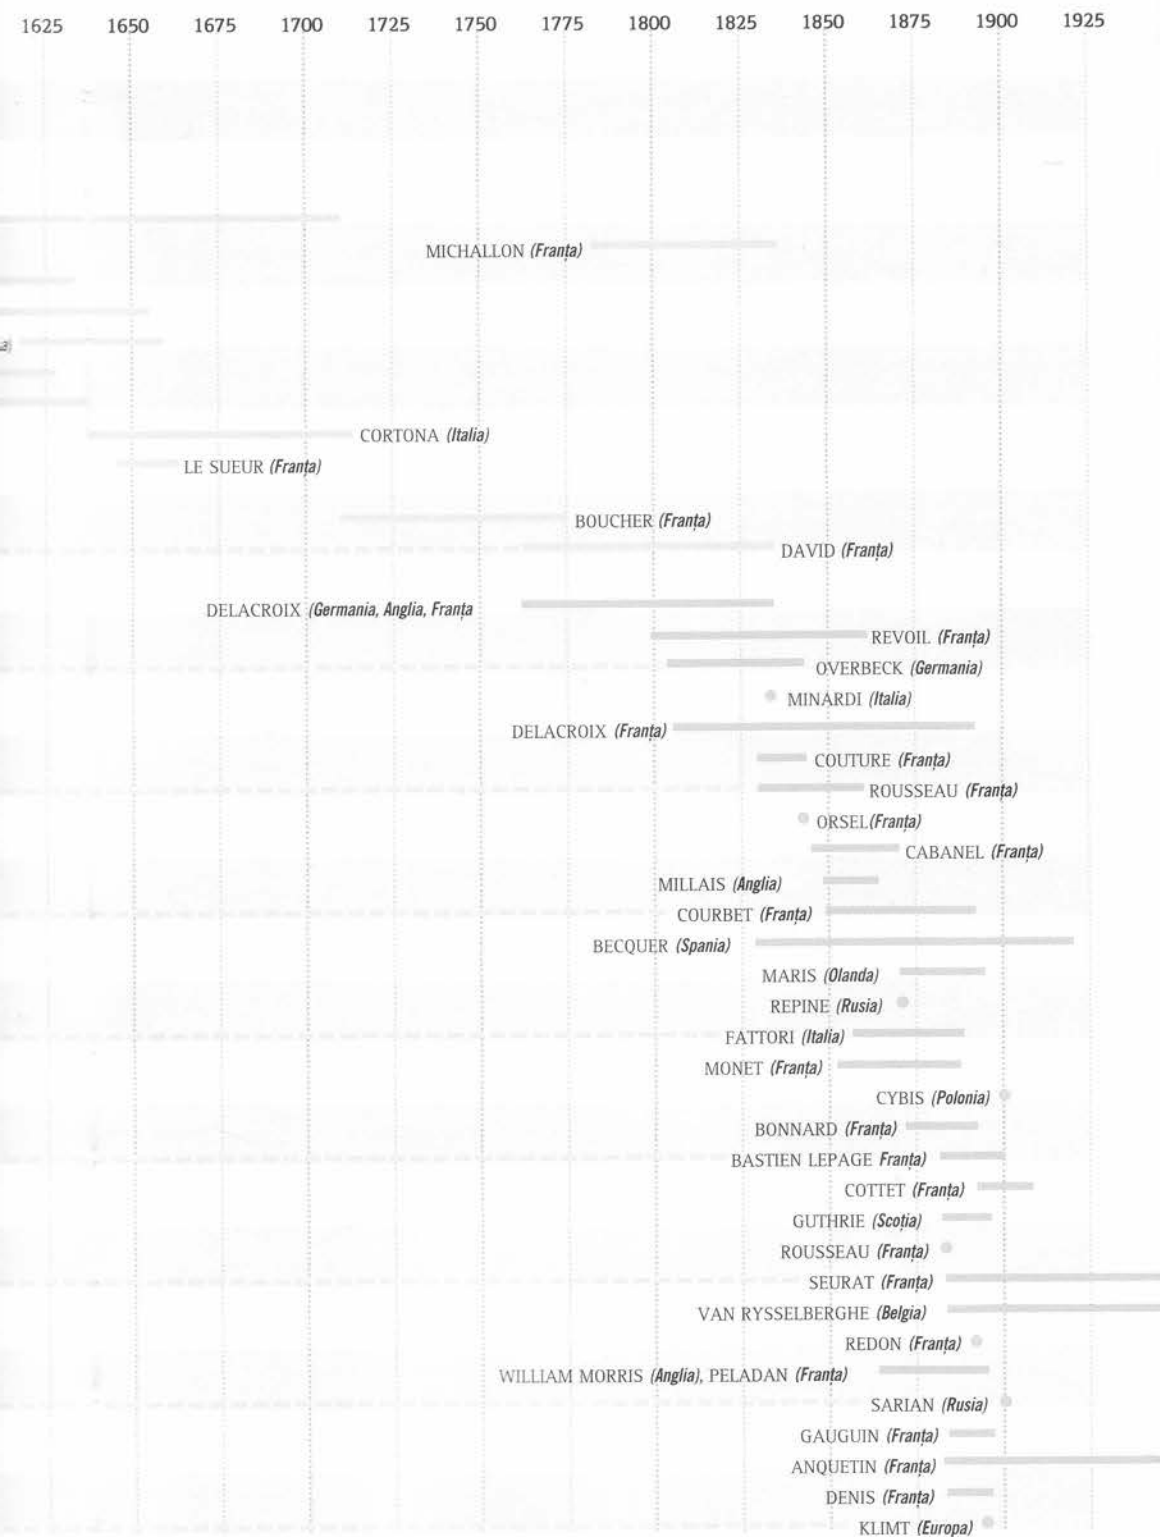 1625 1650 1675 1700 1725 1750 1775 1800 1825 1850 1875 1900 1925
MICHALLON (Franța)
CORTONA (Italia)
LE SUEUR (Franța)
BOUCHER (Franța)
DAVID (Franța)
DELACROIX (Germania, Anglia, Franța
REVOIL (Franța)
OVERBECK (Germania)
MINARDI (Italia)
DELACROIX (Franța)
COUTURE (Franța)
ROUSSEAU (Franța)
ORSEL(Franța)
CABANEL (Franța)
MILLAIS (Anglia)
COURBET (Franța)
BECQUER (Spania)
MARIS (Olanda)
REPINE (Rusia)
FATTORI (Italia)
MONET (Franța)
CYBIS (Polonia)
BONNARD (Franța)
BASTIEN LEPAGE Franța)
COTTET (Franța)
GUTHRIE (Scoția)
ROUSSEAU (Franța)
SEURAT (Franța)
VAN RYSSELBERGHE (Belgia)
REDON (Franța)
WILLIAM MORRIS (Anglia), PELADAN (Franța)
SARIAN (Rusia)
GAUGUIN (Franța)
ANQUETIN (Franța)
DENIS (Franța)
KLIMT (Europa)